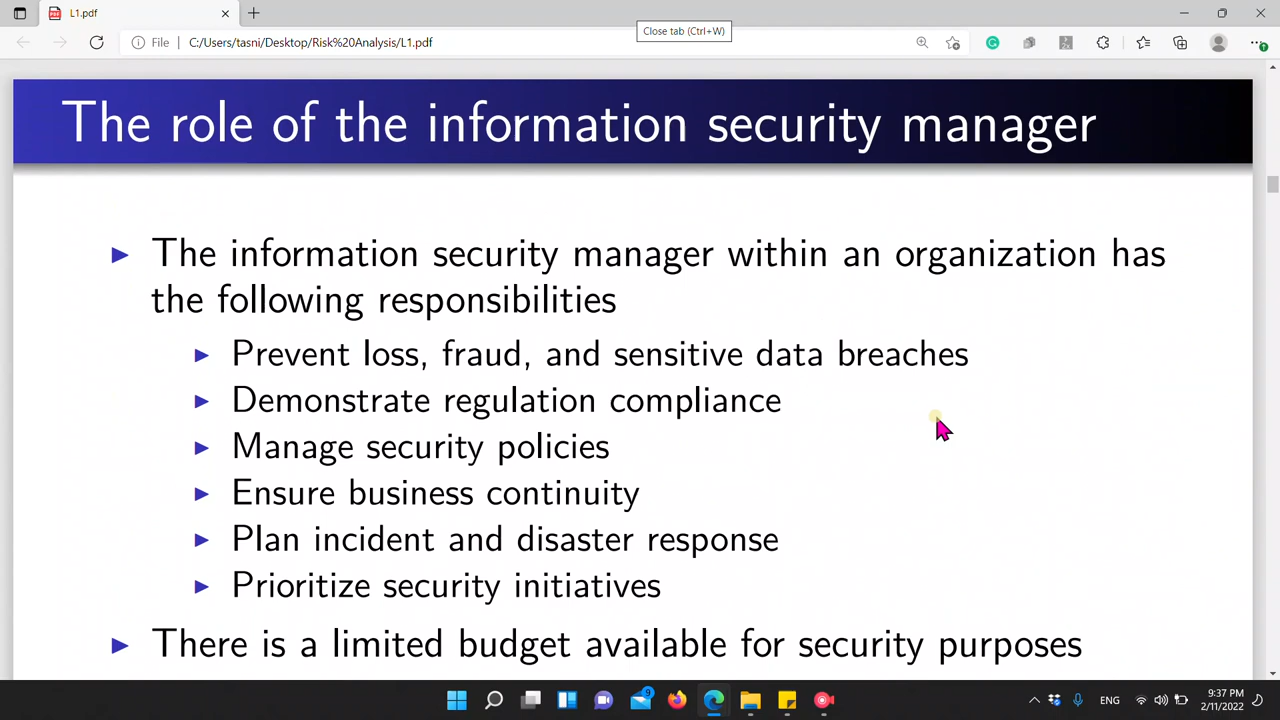 L1.pdf
Close tab (Ctrl+W)
File C:/Users/tasni/Desktop/Risk%20Analysis/L1.pdf
The role of the information security manager
The information security manager within an organization has
the following responsibilities
Prevent loss, fraud, and sensitive data breaches
Demonstrate regulation compliance
Manage security policies
Ensure business continuity
Plan incident and disaster response
Prioritize security initiatives
There is a limited budget available for security purposes
9
ENG
9:37 PM
2/11/2022